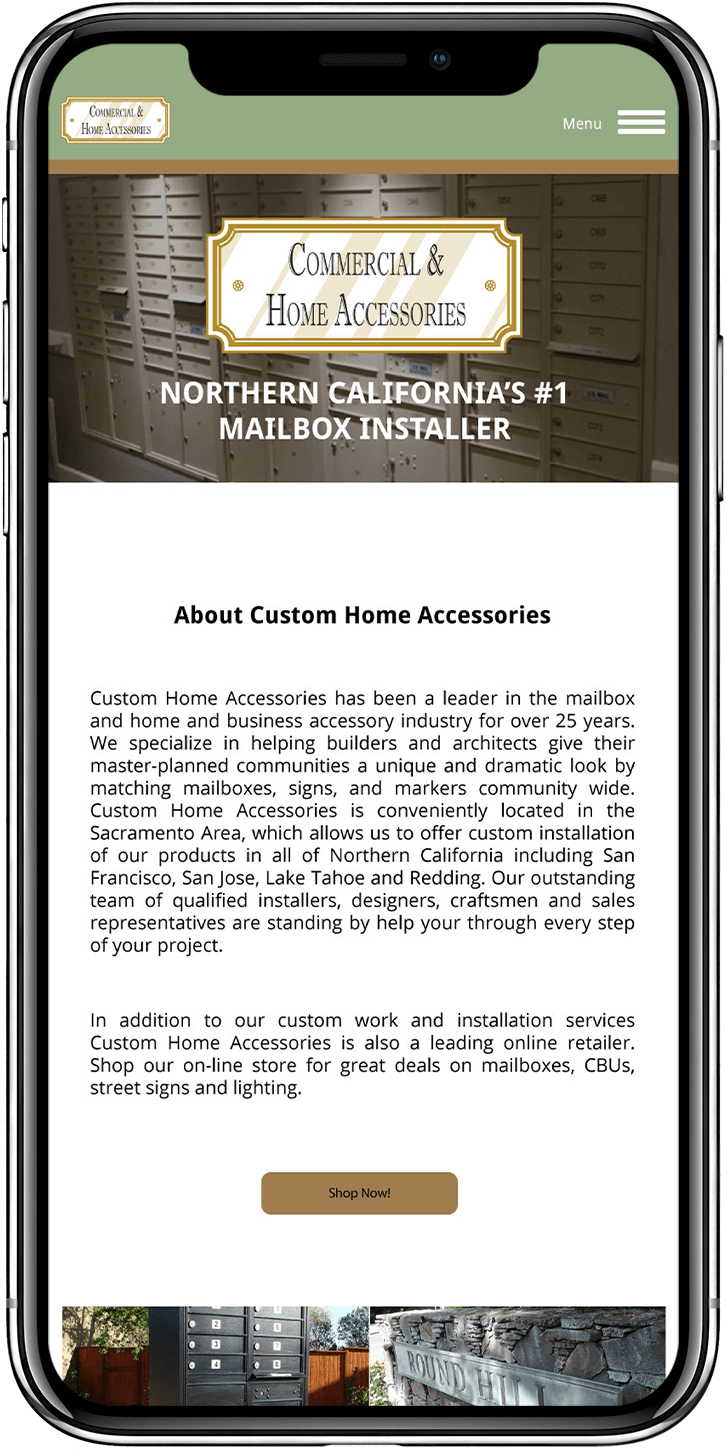 COMMERCIAL &
HOME ACCESSORIES
Menu
COMMERCIAL &
HOME ACCESSORIES
NORTHERN CALIFORNIA’S #1
MAILBOX INSTALLER
About Custom Home Accessories
Custom Home Accessories has been a leader in the mailbox
and home and business accessory industry for over 25 years.
We specialize in helping builders and architects give their
master-planned communities a unique and dramatic look by
matching mailboxes, signs, and markers community wide.
Custom Home Accessories is conveniently located in the
Sacramento Area, which allows us to offer custom installation
of our products in all of Northern California including San
Francisco, San Jose, Lake Tahoe and Redding. Our outstanding
team of qualified installers, designers, craftsmen and sales
representatives are standing by help your through every step
of your project.
In addition to our custom work and installation services
Custom Home Accessories is also a leading online retailer.
Shop our on-line store for great deals on mailboxes, CBUs,
street signs and lighting.
Shop Now!
2
3
4
8
ROUND HILL